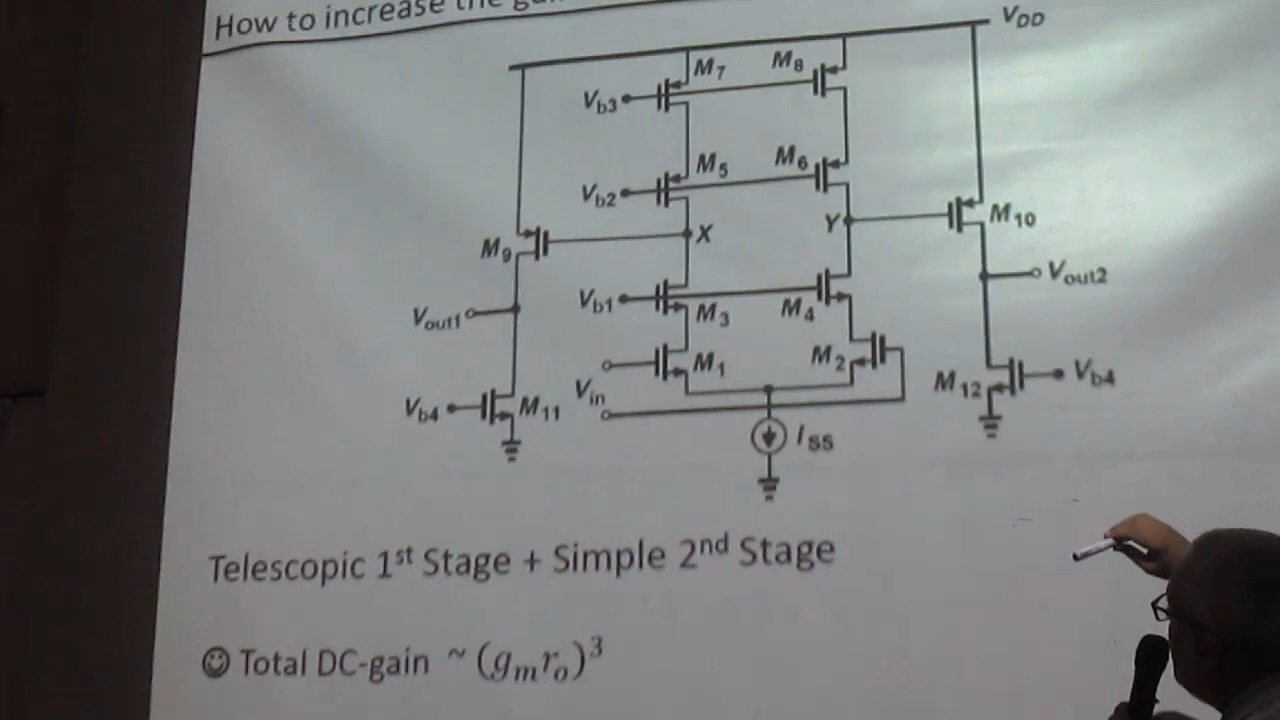 How to increase the
V_DD
M_7
M_8
V_b3
M_5
M_6
V_b2
X
Y
M_9
M_10
V_out2
V_b1
M_3
M_4
V_out1
M_1
M_2
V_in
V_b4
M_11
M_12
V_b4
I_SS
Telescopic 1st Stage + Simple 2nd Stage
☺ Total DC-gain ~ (g_m r_o)^3